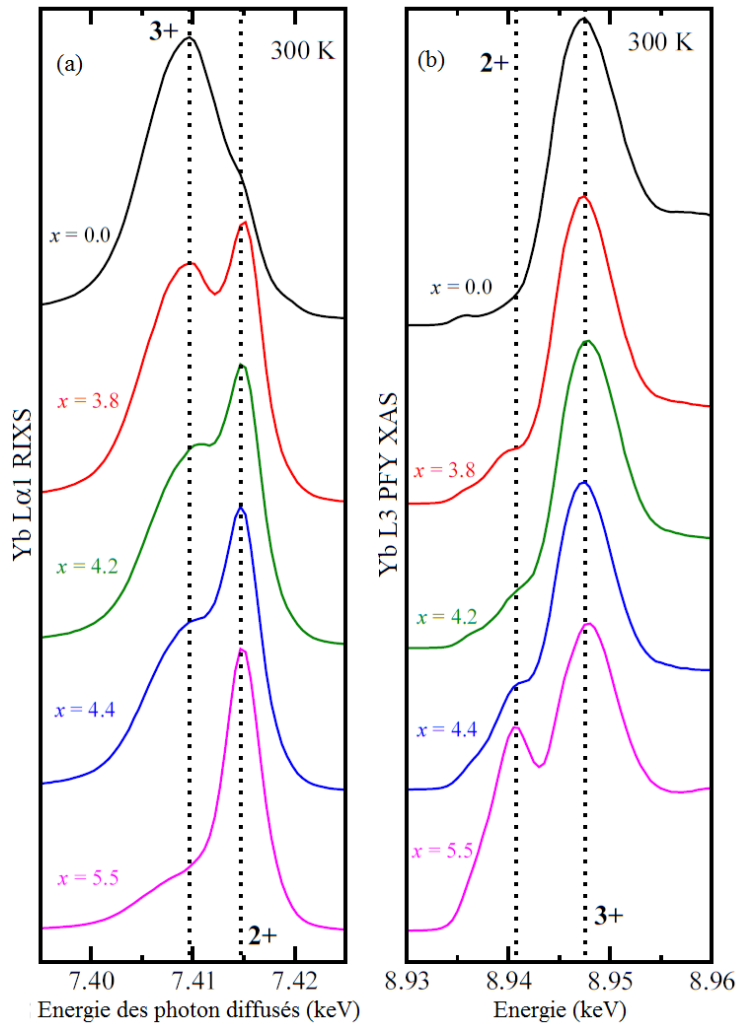 (a)
3+
300 K
x = 0.0
x = 3.8
x = 4.2
x = 4.4
x = 5.5
2+
Yb Lα1 RIXS
7.40 7.41 7.42
Energie des photon diffusés (keV)
(b)
2+
300 K
x = 0.0
x = 3.8
x = 4.2
x = 4.4
x = 5.5
3+
Yb L3 PFY XAS
8.93 8.94 8.95 8.96
Energie (keV)